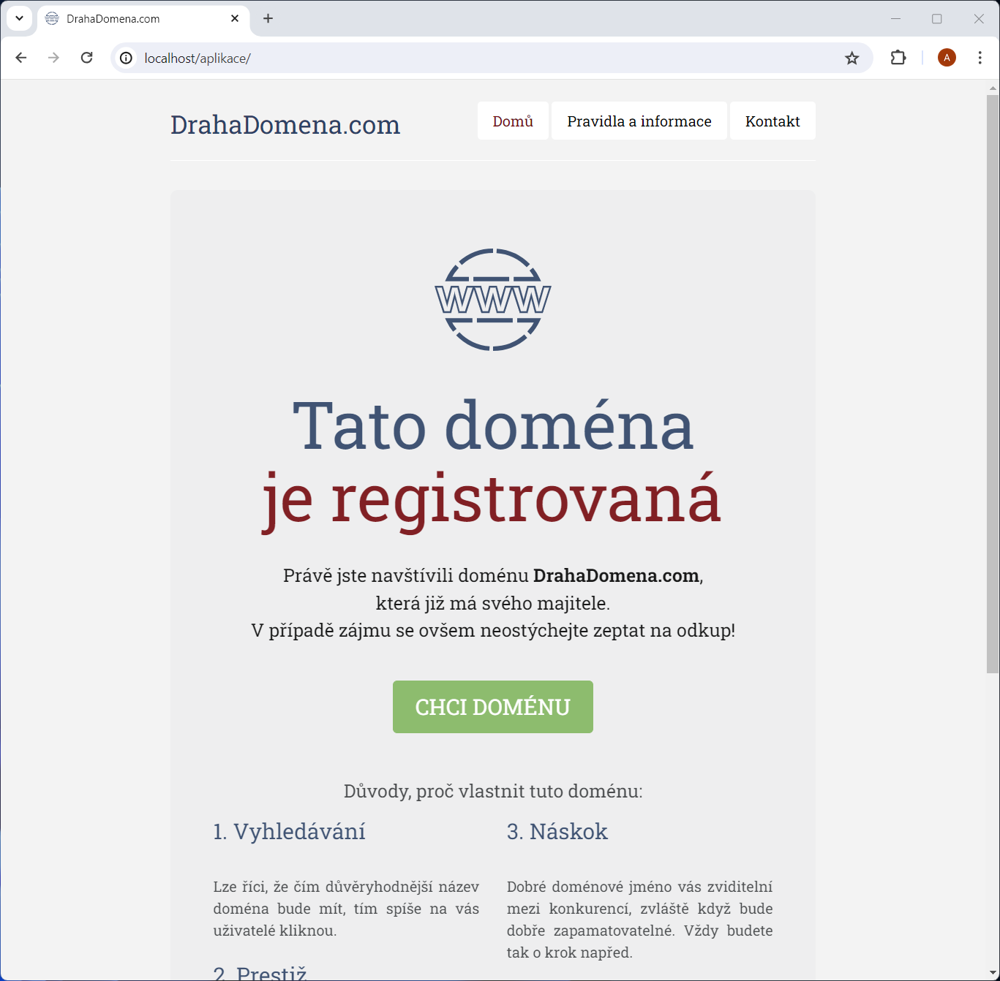 DrahaDomena.com
localhost/aplikace/
A
DrahaDomena.com
Domů
Pravidla a informace
Kontakt
WWW
Tato doména
je registrovaná
Právě jste navštívili doménu DrahaDomena.com,
která již má svého majitele.
V případě zájmu se ovšem neostýchejte zeptat na odkup!
CHCI DOMÉNU
Důvody, proč vlastnit tuto doménu:
1. Vyhledávání
Lze říci, že čím důvěryhodnější název
doména bude mít, tím spíše na vás
uživatelé kliknou.
2. Prestiž
3. Náskok
Dobré doménové jméno vás zviditelní
mezi konkurencí, zvláště když bude
dobře zapamatovatelné. Vždy budete
tak o krok napřed.